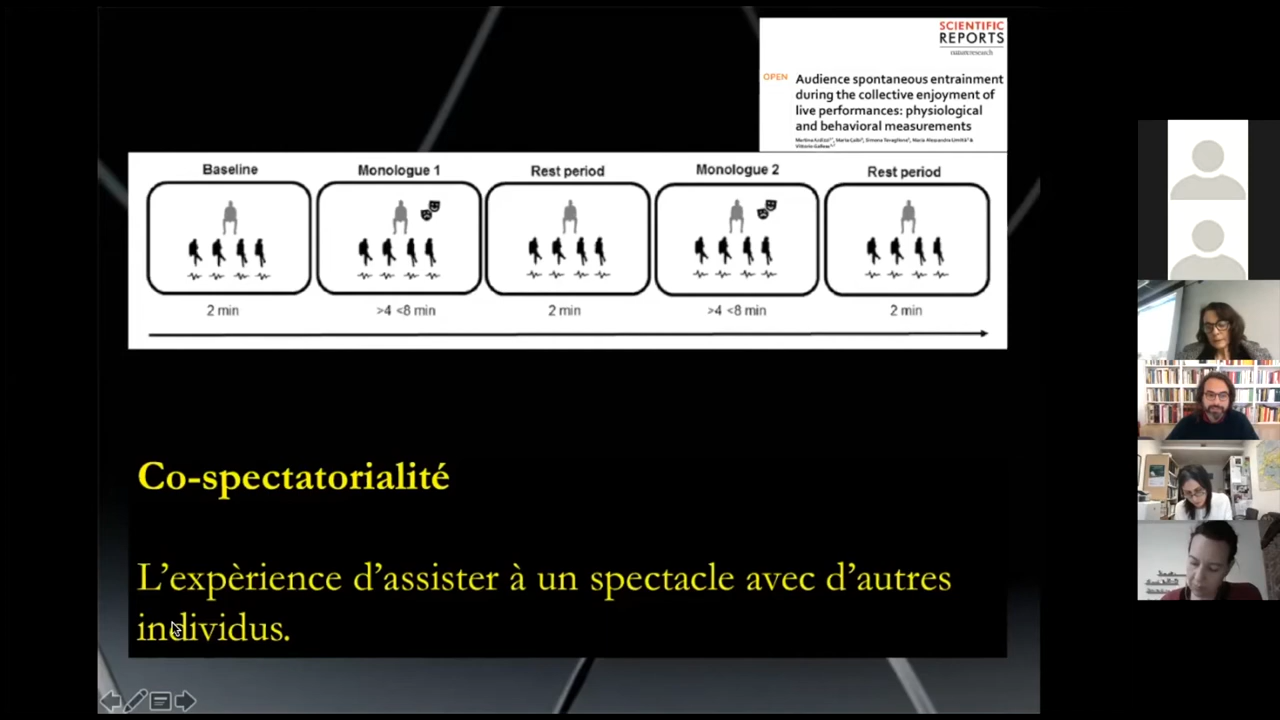 SCIENTIFIC
REPORTS
natureresearch
OPEN
Audience spontaneous entrainment
during the collective enjoyment of
live performances: physiological
and behavioral measurements
Baseline
Monologue 1
Rest period
Monologue 2
Rest period
2 min
>4 <8 min
2 min
>4 <8 min
2 min
Co-spectatorialité
L'expèrience d'assister à un spectacle avec d'autres
individus.